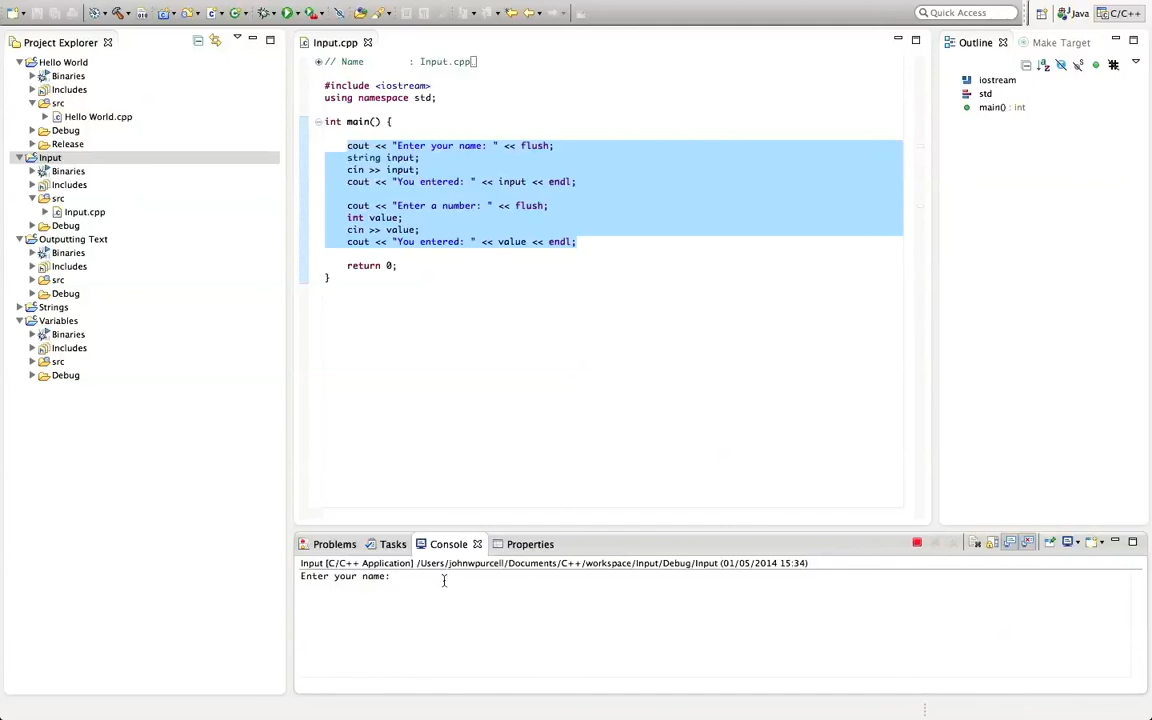 Quick Access
Java
C/C++
Project Explorer
Hello World
Binaries
Includes
src
Hello World.cpp
Debug
Release
Input
Binaries
Includes
src
Input.cpp
Debug
Outputting Text
Binaries
Includes
src
Debug
Strings
Variables
Binaries
Includes
src
Debug
Input.cpp
// Name        : Input.cpp
#include <iostream>
using namespace std;
int main() {
cout << "Enter your name: " << flush;
string input;
cin >> input;
cout << "You entered: " << input << endl;
cout << "Enter a number: " << flush;
int value;
cin >> value;
cout << "You entered: " << value << endl;
return 0;
}
Outline
Make Target
iostream
std
main() : int
Problems
Tasks
Console
Properties
Input [C/C++ Application] /Users/johnwpurcell/Documents/C++/workspace/Input/Debug/Input (01/05/2014 15:34)
Enter your name: